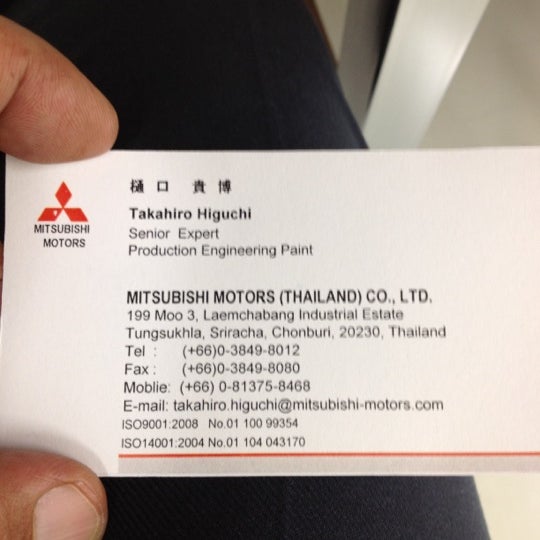 MITSUBISHI
MOTORS
樋口 貴博
Takahiro Higuchi
Senior Expert
Production Engineering Paint
MITSUBISHI MOTORS (THAILAND) CO., LTD.
199 Moo 3, Laemchabang Industrial Estate
Tungsukhla, Sriracha, Chonburi, 20230, Thailand
Tel : (+66)0-3849-8012
Fax : (+66)0-3849-8080
Moblie: (+66) 0-81375-8468
E-mail: takahiro.higuchi@mitsubishi-motors.com
ISO9001:2008 No.01 100 99354
ISO14001:2004 No.01 104 043170